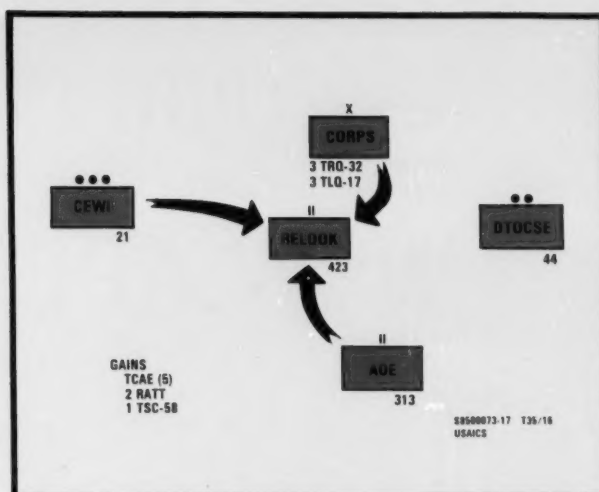 X
CORPS
3 TRQ-32
3 TLQ-17
CEWI
21
II
RELOOK
423
DTOCSE
44
II
AOE
313
GAINS
TCAE (5)
2 RATT
1 TSC-58
S8500073-17 T35/16
USAICS